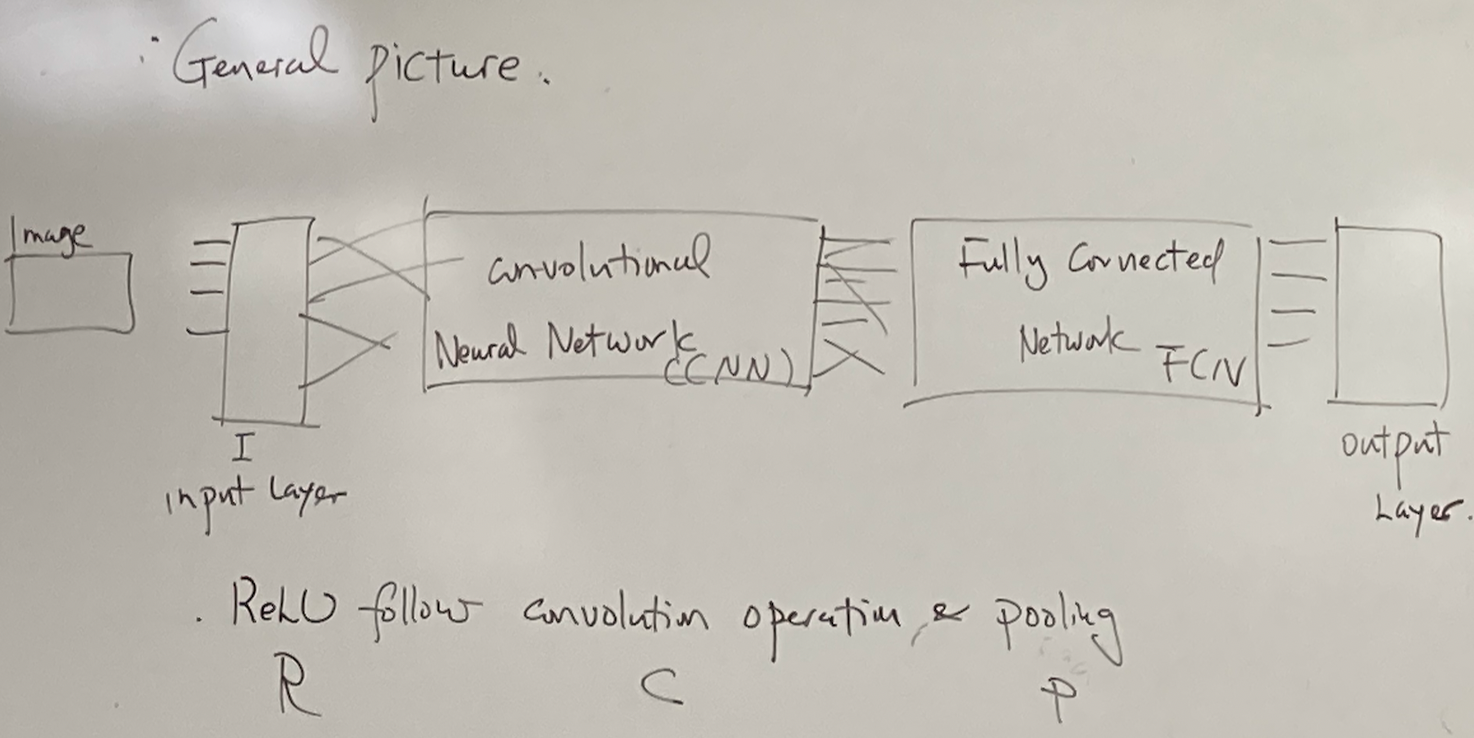 General picture.
Image
Convolutional
Neural Network
(CNN)
Fully Connected
Network FCN
I
input Layer
output
Layer.
. ReLU follow convolution operation, & pooling
R C P